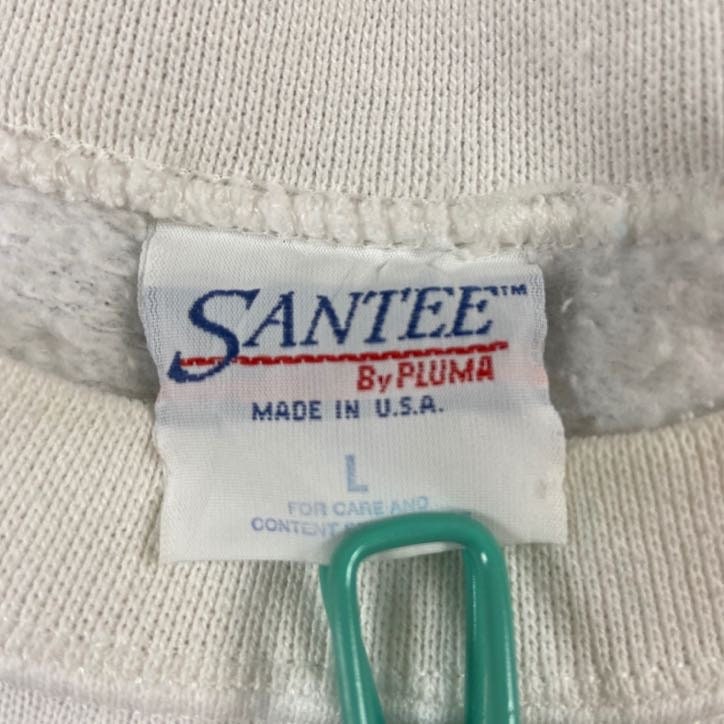 SANTEE™
By PLUMA
MADE IN U.S.A.
L
FOR CARE AND
CONTENT